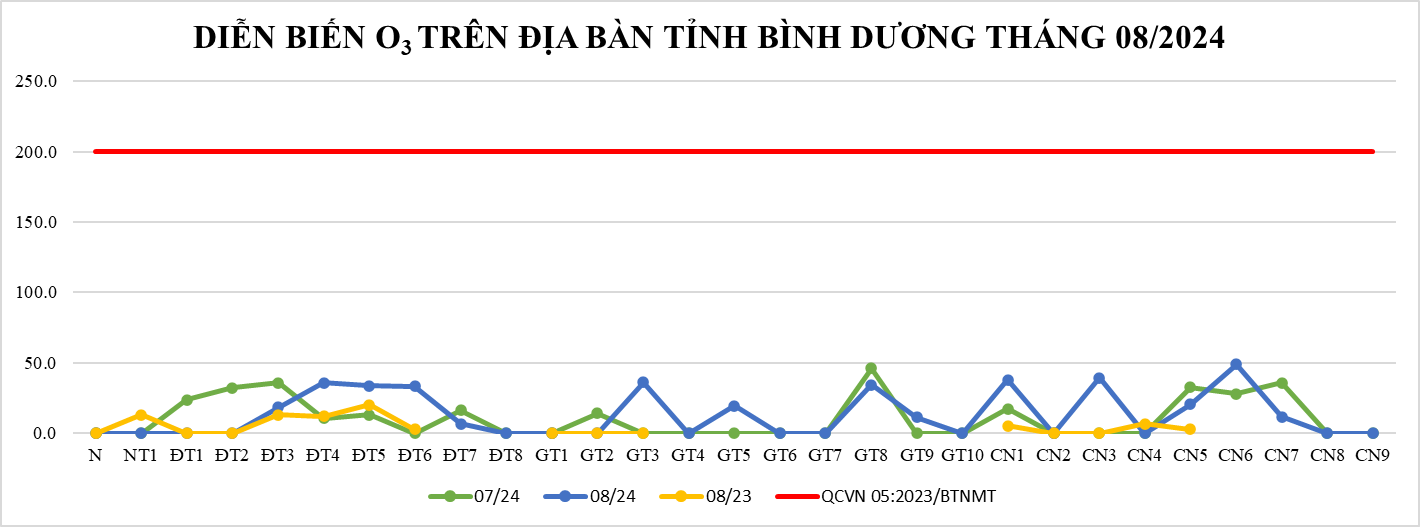 DIỄN BIẾN O3 TRÊN ĐỊA BÀN TỈNH BÌNH DƯƠNG THÁNG 08/2024
250.0
200.0
150.0
100.0
50.0
0.0
N NT1 ĐT1 ĐT2 ĐT3 ĐT4 ĐT5 ĐT6 ĐT7 ĐT8 GT1 GT2 GT3 GT4 GT5 GT6 GT7 GT8 GT9 GT10 CN1 CN2 CN3 CN4 CN5 CN6 CN7 CN8 CN9
07/24 08/24 08/23 QCVN 05:2023/BTNMT